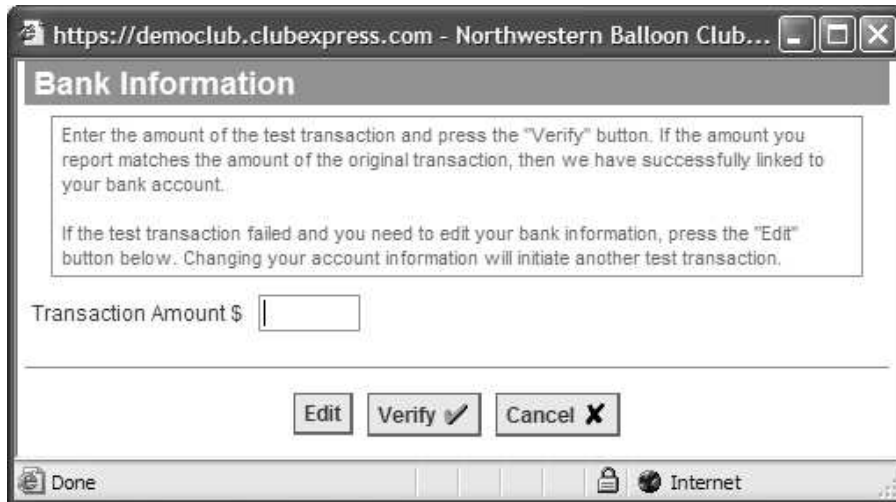 https://democlub.clubexpress.com - Northwestern Balloon Club...
Bank Information
Enter the amount of the test transaction and press the "Verify" button. If the amount you
report matches the amount of the original transaction, then we have successfully linked to
your bank account.
If the test transaction failed and you need to edit your bank information, press the "Edit"
button below. Changing your account information will initiate another test transaction.
Transaction Amount $
Edit Verify Cancel
Done Internet